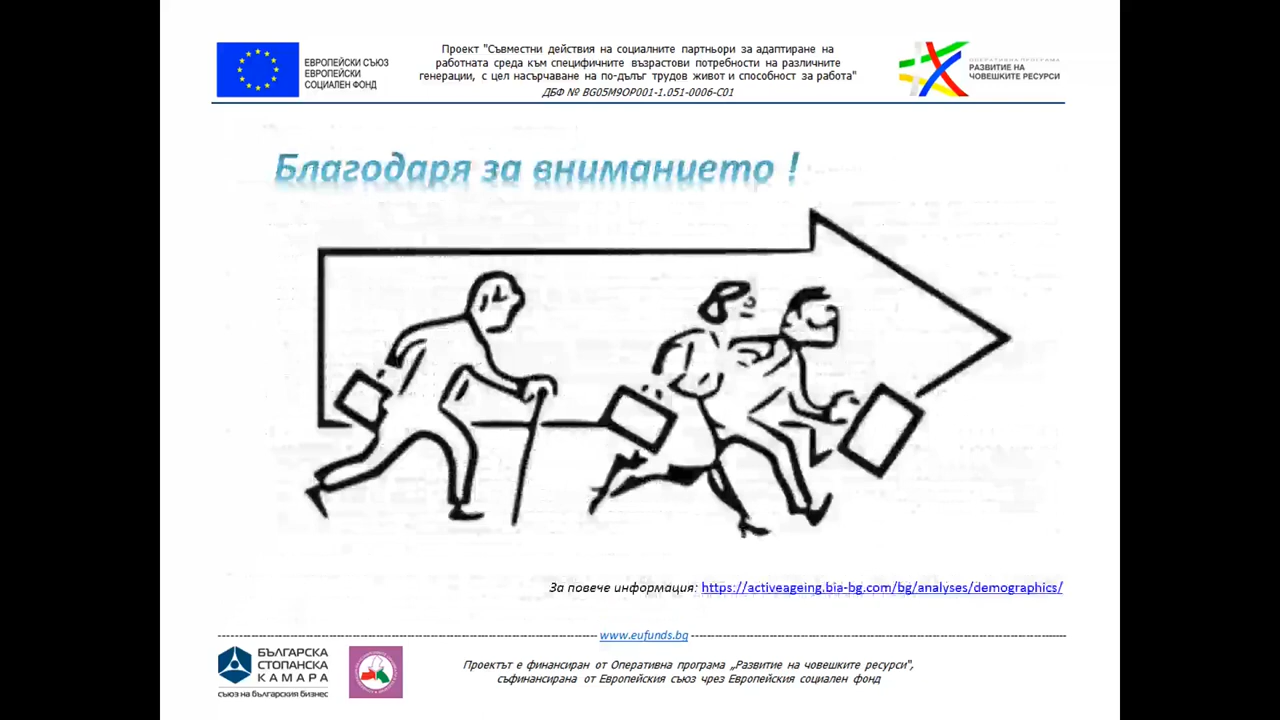 ЕВРОПЕЙСКИ СЪЮЗ
ЕВРОПЕЙСКИ
СОЦИАЛЕН ФОНД
Проект "Съвместни действия на социалните партньори за адаптиране на
работната среда към специфичните възрастови потребности на различните
генерации, с цел насърчаване на по-дълъг трудов живот и способност за работа"
ДБФ № BG05M9OP001-1.051-0006-C01
ОПЕРАТИВНА ПРОГРАМА
РАЗВИТИЕ НА
ЧОВЕШКИТЕ РЕСУРСИ
Благодаря за вниманието !
За повече информация: https://activeageing.bia-bg.com/bg/analyses/demographics/
www.eufunds.bg
БЪЛГАРСКА
СТОПАНСКА
КАМАРА
СЪЮЗ НА БЪЛГАРСКИЯ БИЗНЕС
Проектът е финансиран от Оперативна програма „Развитие на човешките ресурси",
съфинансирана от Европейския съюз чрез Европейския социален фонд